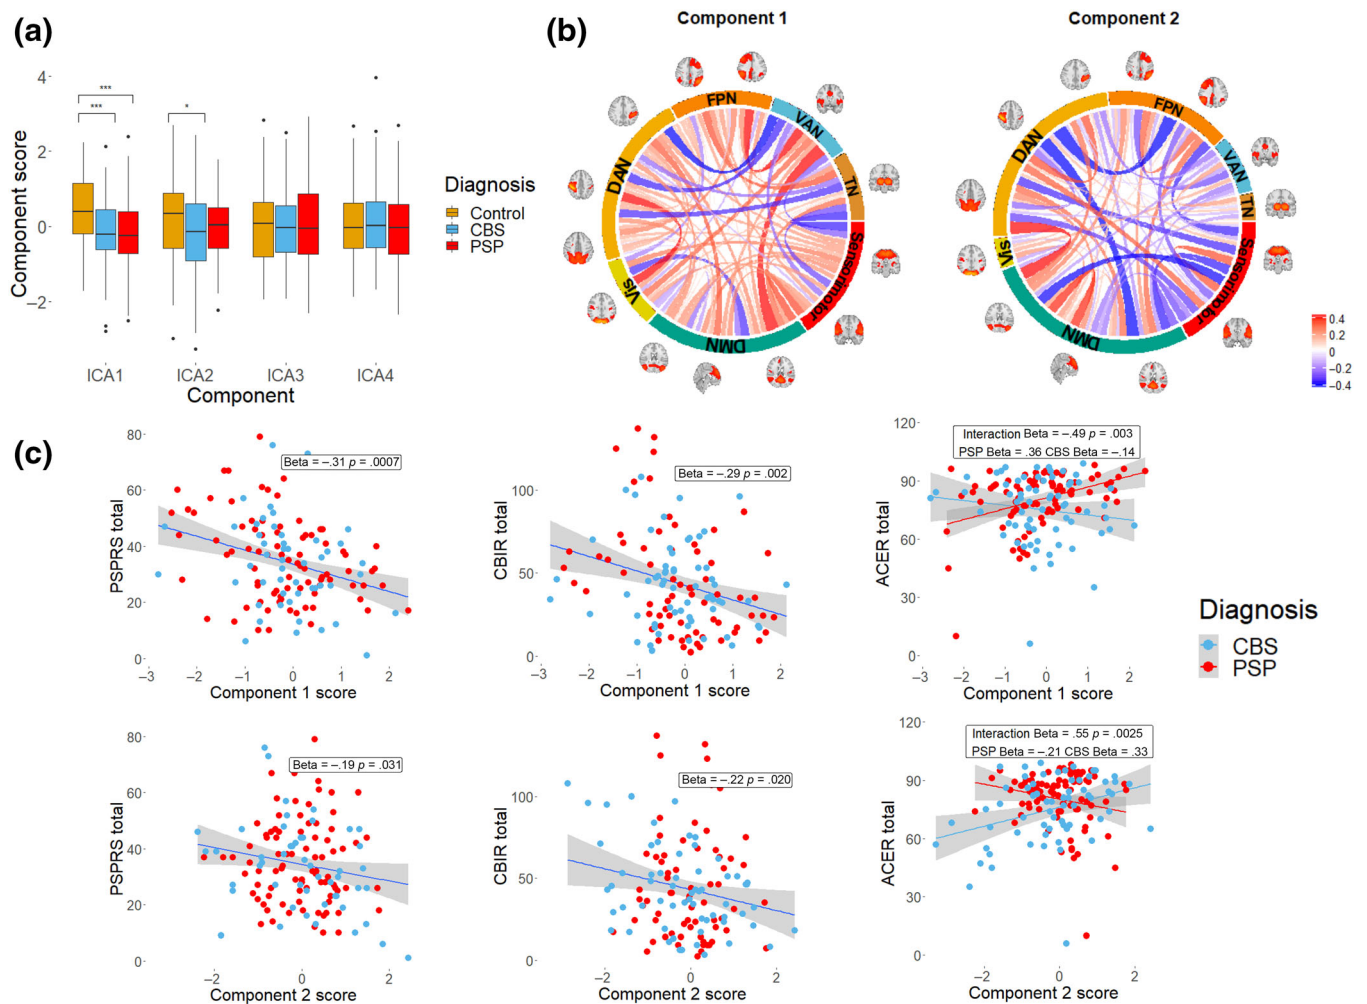 (a)
Component score
4
2
0
−2
***
***
*
ICA1 ICA2 ICA3 ICA4
Component
Diagnosis
Control
CBS
PSP
(b)
Component 1
FPN
VAN
TN
Sensorimotor
DMN
Vis
DAN
Component 2
FPN
VAN
TN
Sensorimotor
DMN
Vis
DAN
0.4
0.2
0
−0.2
−0.4
(c)
PSPRS total
80
60
40
20
0
Beta = −.31 p = .0007
−3 −2 −1 0 1 2
Component 1 score
CBIR total
100
50
0
Beta = −.29 p = .002
−3 −2 −1 0 1 2
Component 1 score
ACER total
120
90
60
30
0
Interaction Beta = −.49 p = .003
PSP Beta = .36 CBS Beta = −.14
−3 −2 −1 0 1 2
Component 1 score
Diagnosis
CBS
PSP
PSPRS total
80
60
40
20
0
Beta = −.19 p = .031
−2 0 2
Component 2 score
CBIR total
100
50
0
Beta = −.22 p = .020
−2 0 2
Component 2 score
ACER total
120
90
60
30
0
Interaction Beta = .55 p = .0025
PSP Beta = −.21 CBS Beta = .33
−2 0 2
Component 2 score